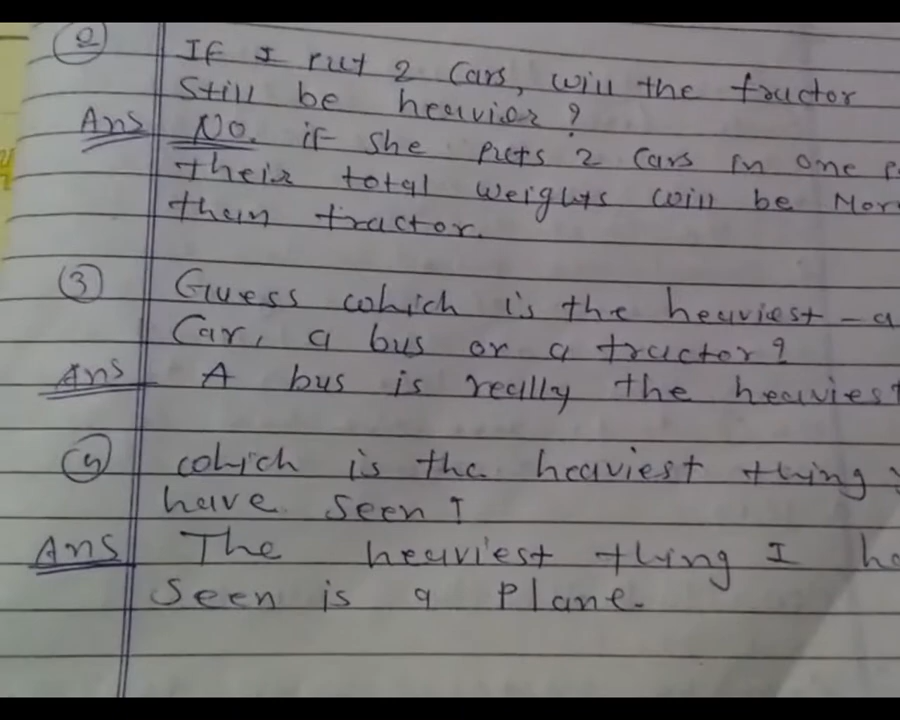 2
If I put 2 Cars, will the tractor
Still be heavier?
Ans No. if she puts 2 Cars in one
Their total weights will be Mor
than tractor.
3 Guess which is the heaviest - a
Car, a bus or a tractor?
Ans A bus is really the heaviest
4 which is the heaviest thing
have seen?
Ans The heaviest thing I ha
Seen is a Plane.